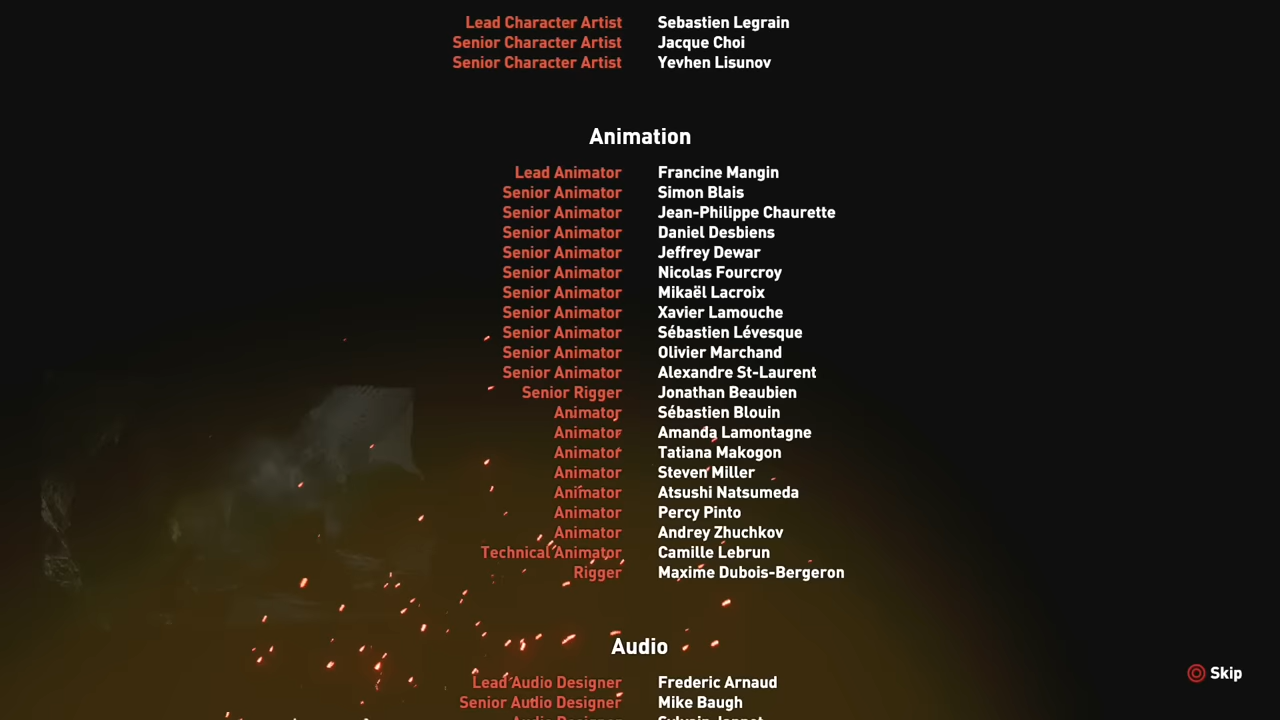 Lead Character Artist Sebastien Legrain
Senior Character Artist Jacque Choi
Senior Character Artist Yevhen Lisunov
Animation
Lead Animator Francine Mangin
Senior Animator Simon Blais
Senior Animator Jean-Philippe Chaurette
Senior Animator Daniel Desbiens
Senior Animator Jeffrey Dewar
Senior Animator Nicolas Fourcroy
Senior Animator Mikaël Lacroix
Senior Animator Xavier Lamouche
Senior Animator Sébastien Lévesque
Senior Animator Olivier Marchand
Senior Animator Alexandre St-Laurent
Senior Rigger Jonathan Beaubien
Animator Sébastien Blouin
Animator Amanda Lamontagne
Animator Tatiana Makogon
Animator Steven Miller
Animator Atsushi Natsumeda
Animator Percy Pinto
Animator Andrey Zhuchkov
Technical Animator Camille Lebrun
Rigger Maxime Dubois-Bergeron
Audio
Lead Audio Designer Frederic Arnaud
Senior Audio Designer Mike Baugh
Audio Designer Sylvain
Skip